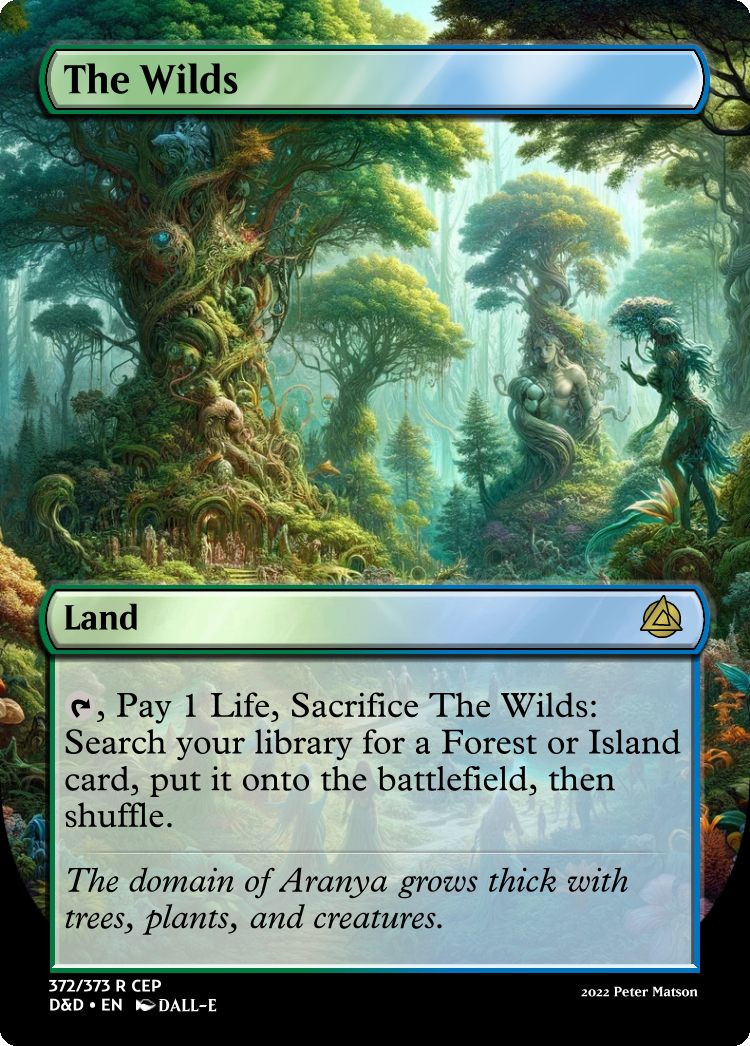 The Wilds
Land
, Pay 1 Life, Sacrifice The Wilds:
Search your library for a Forest or Island
card, put it onto the battlefield, then
shuffle.
The domain of Aranya grows thick with
trees, plants, and creatures.
372/373 R CEP
D&D • EN DALL-E
2022 Peter Matson